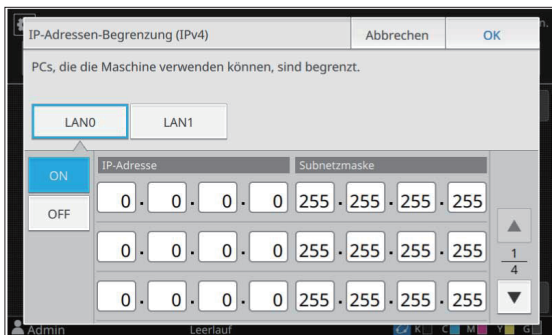 IP-Adressen-Begrenzung (IPv4) Abbrechen OK
PCs, die die Maschine verwenden können, sind begrenzt.
LAN0 LAN1
IP-Adresse Subnetzmaske
ON
0. 0. 0. 0 255. 255. 255. 255
OFF
0. 0. 0. 0 255. 255. 255. 255
1
4
0. 0. 0. 0 255. 255. 255. 255
Admin Leerlauf K C M Y G